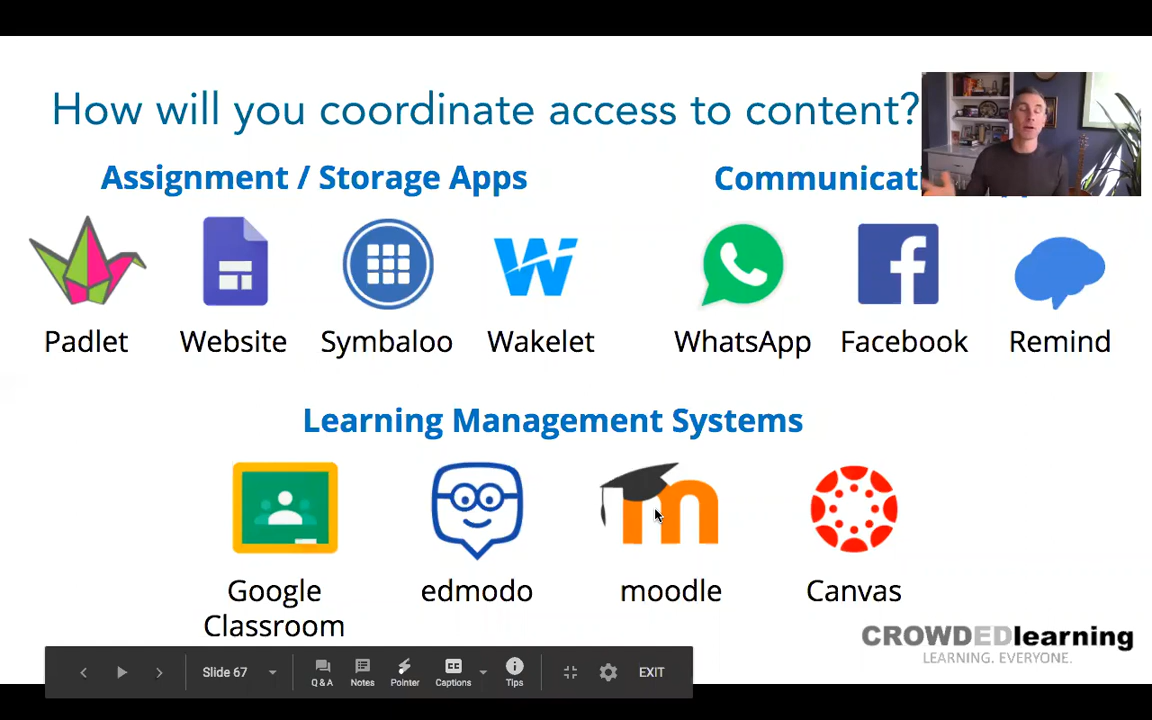 How will you coordinate access to content?
Assignment / Storage Apps
Padlet
Website
Symbaloo
Wakelet
WhatsApp
Facebook
Remind
Learning Management Systems
Google
Classroom
edmodo
moodle
Canvas
CROWDEDlearning
LEARNING. EVERYONE.
Slide 67
Q & A
Notes
Pointer
Captions
Tips
EXIT